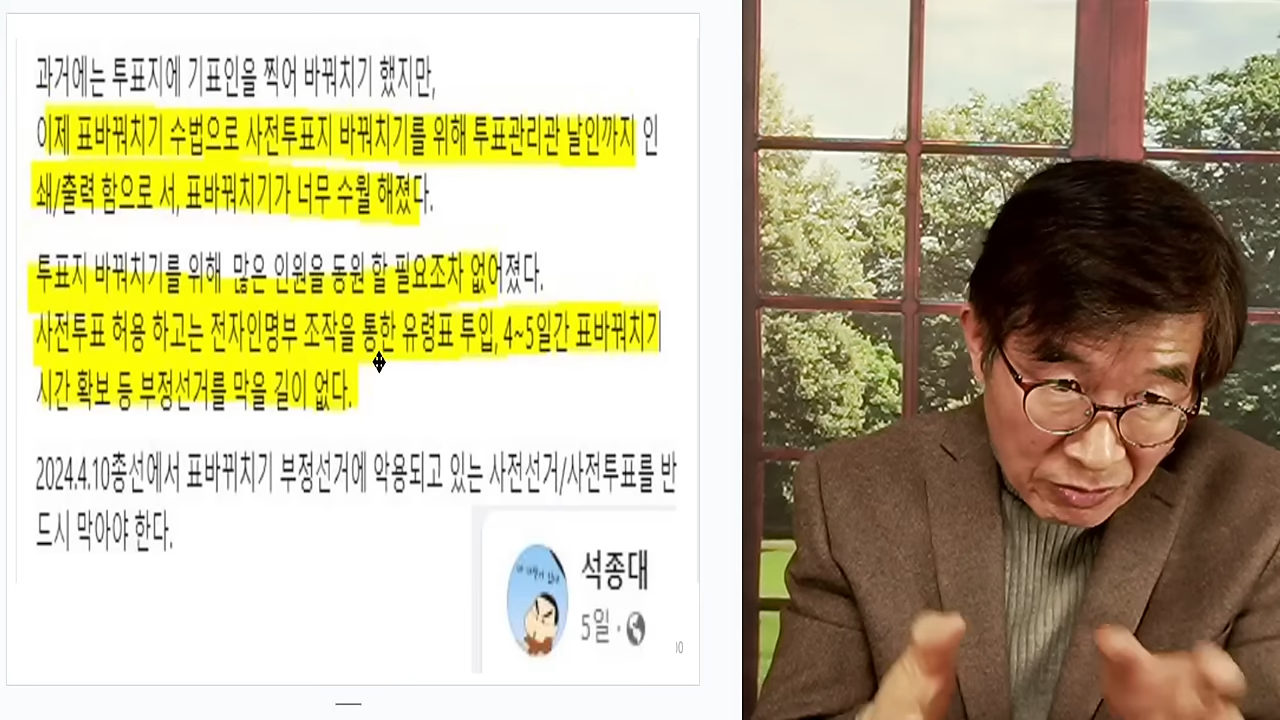 과거에는 투표지에 기표인을 찍어 바꿔치기 했지만,
이제 표바꿔치기 수법으로 사전투표지 바꿔치기를 위해 투표관리관 날인까지 인
쇄/출력 함으로 서, 표바꿔치기가 너무 수월 해졌다.
투표지 바꿔치기를 위해 많은 인원을 동원 할 필요조차 없어졌다.
사전투표 허용 하고는 전자인명부 조작을 통한 유령표 투입, 4~5일간 표바꿔치기
시간 확보 등 부정선거를 막을 길이 없다.
2024.4.10총선에서 표바뀌치기 부정선거에 악용되고 있는 사전선거/사전투표를 반
드시 막아야 한다.
석종대
5일 ·